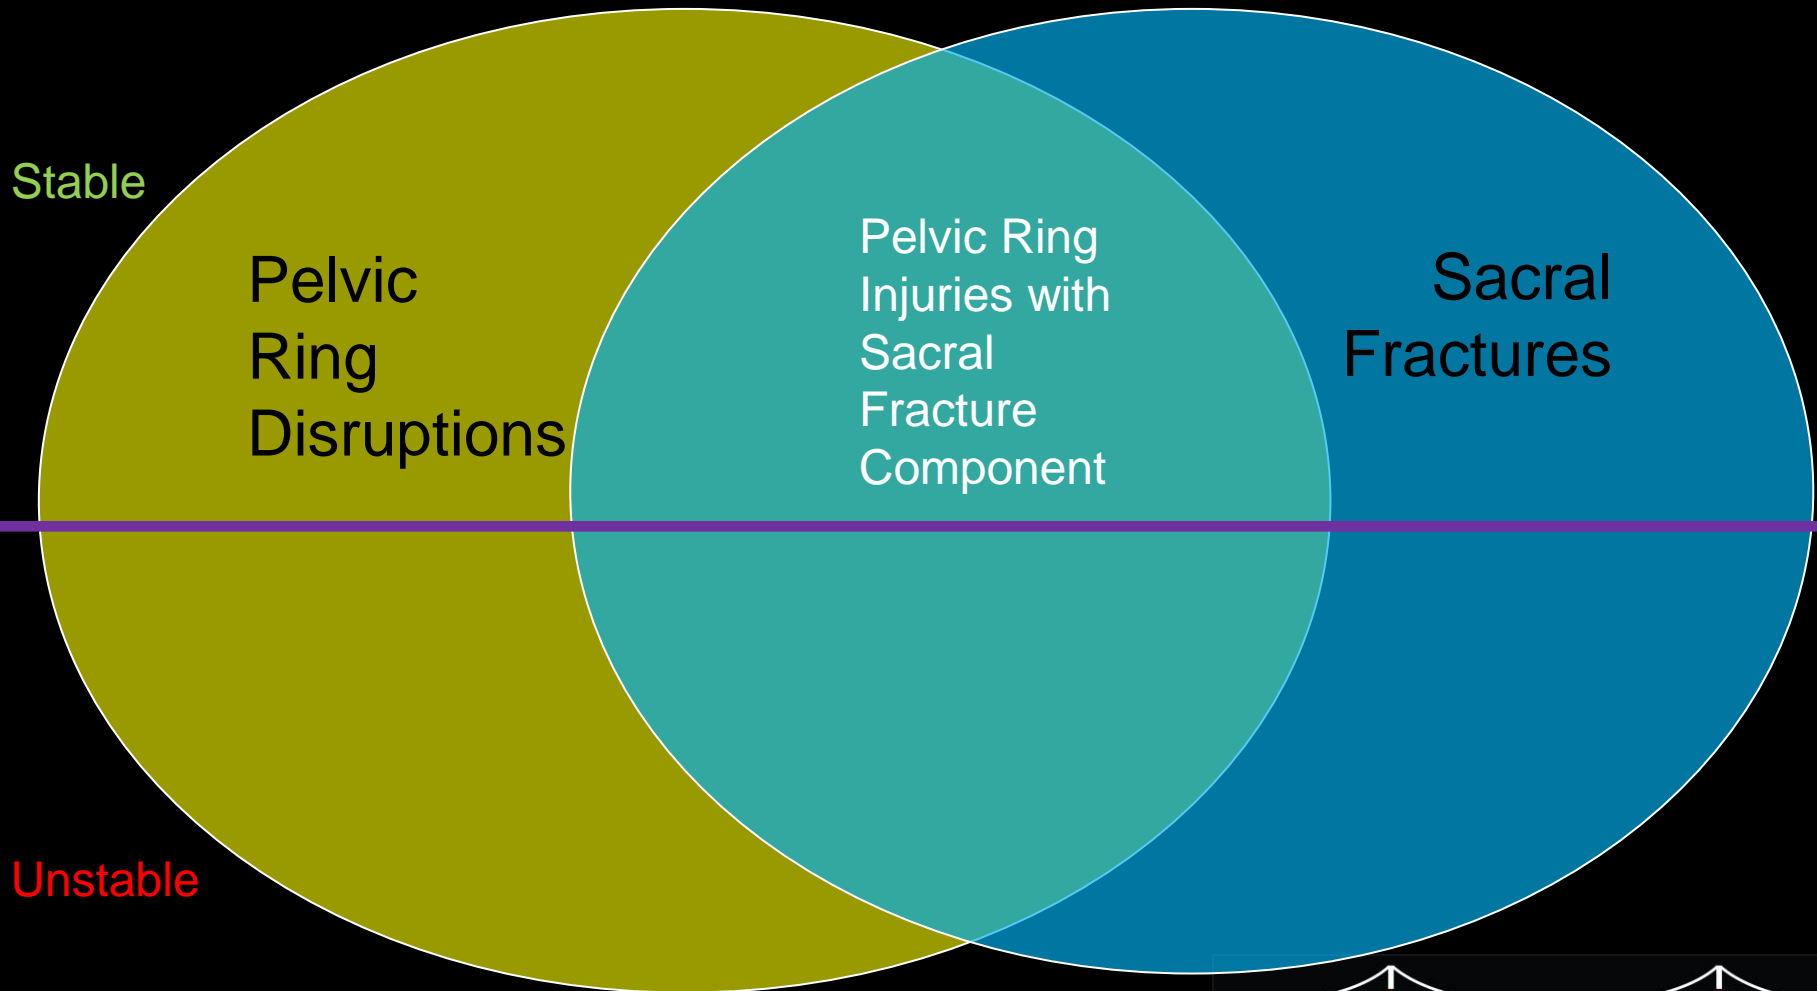 Stable
Pelvic
Ring
Disruptions
Pelvic Ring
Injuries with
Sacral
Fracture
Component
Sacral
Fractures
Unstable